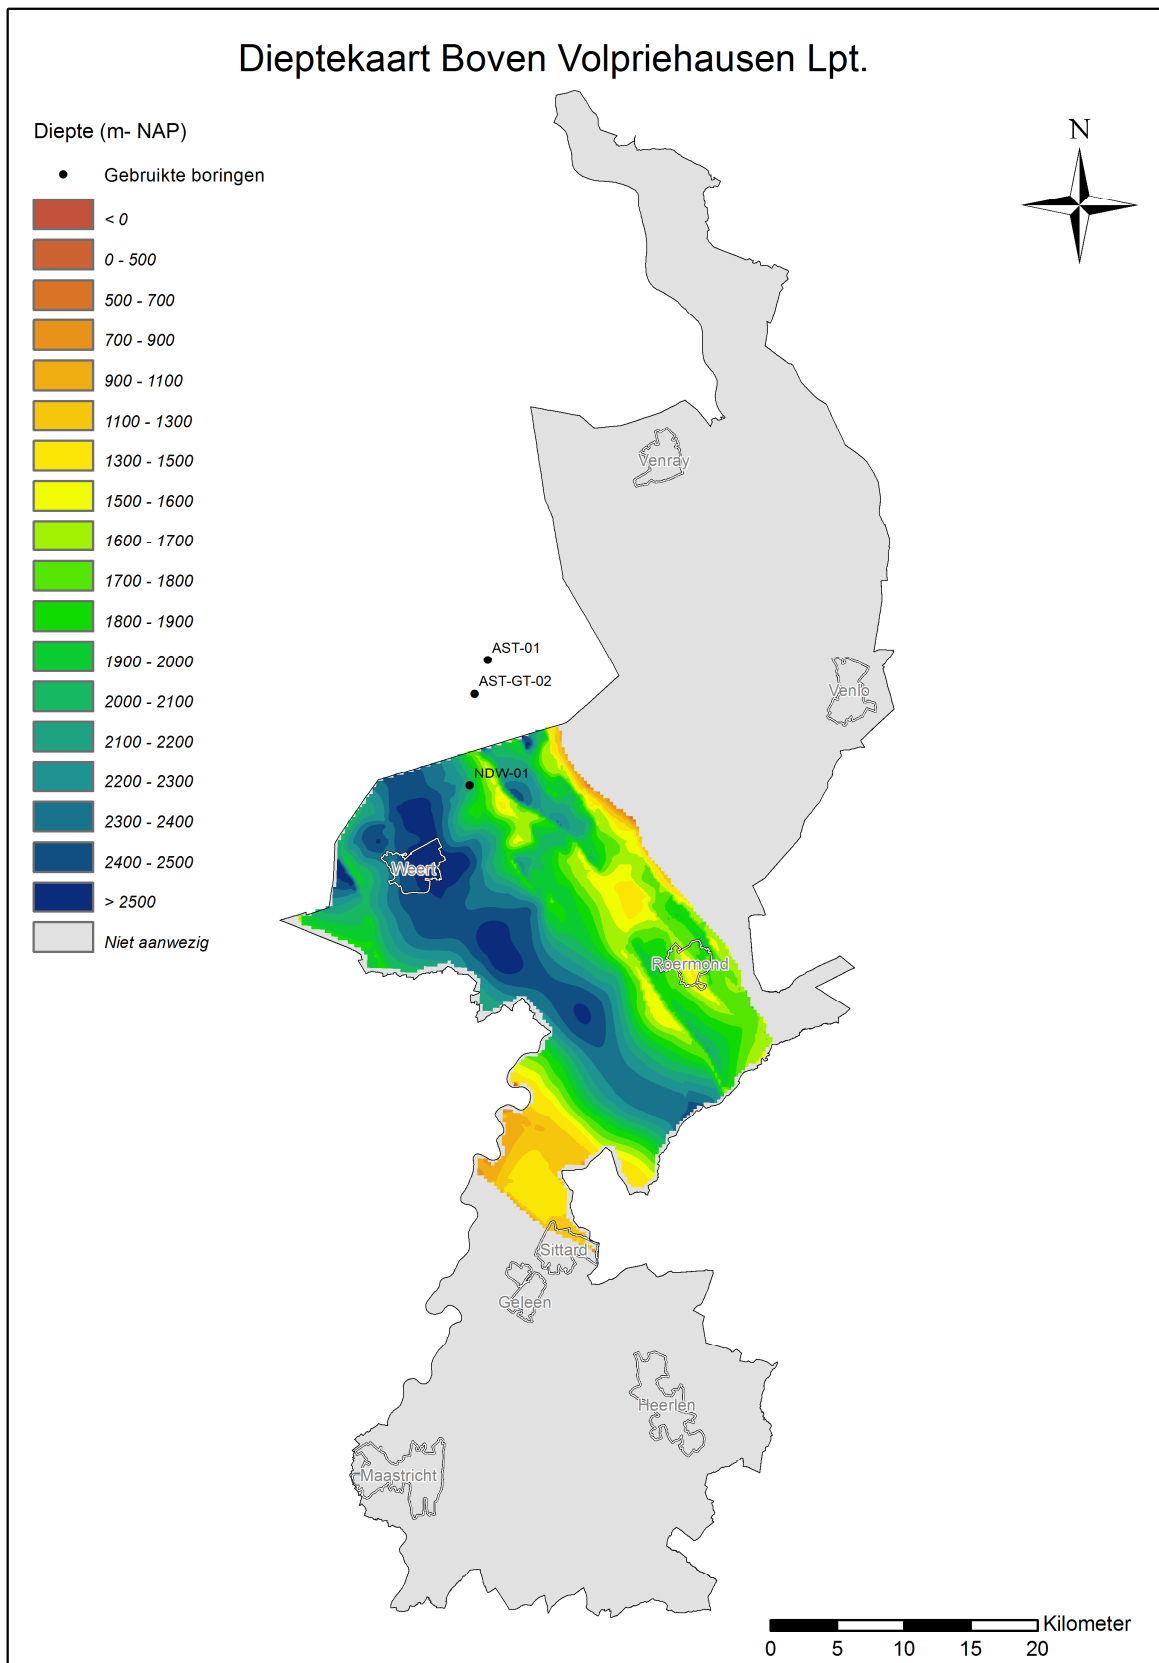 Dieptekaart Boven Volpriehausen Lpt.
Diepte (m- NAP)
Gebruikte boringen
< 0
0 - 500
500 - 700
700 - 900
900 - 1100
1100 - 1300
1300 - 1500
1500 - 1600
1600 - 1700
1700 - 1800
1800 - 1900
1900 - 2000
2000 - 2100
2100 - 2200
2200 - 2300
2300 - 2400
2400 - 2500
> 2500
Niet aanwezig
N
Venray
AST-01
AST-GT-02
Venlo
NDW-01
Weert
Roermond
Sittard
Geleen
Heerlen
Maastricht
Kilometer
0 5 10 15 20